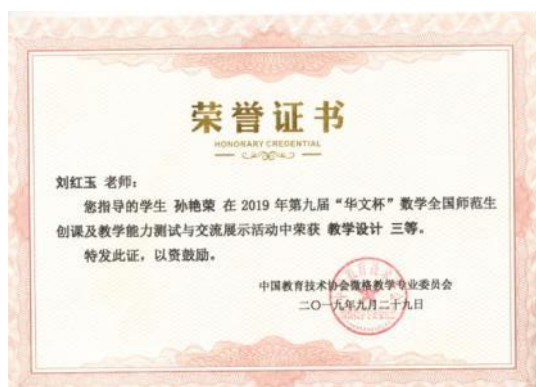 荣誉证书
HONORARY CREDENTIAL
刘红玉 老师：
您指导的学生 孙艳荣 在 2019 年第九届“华文杯”数学全国师范生
创课及教学能力测试与交流展示活动中荣获 教学设计 三等。
特发此证，以资鼓励。
中国教育技术协会微格教学专业委员会
二〇一九年九月二十九日